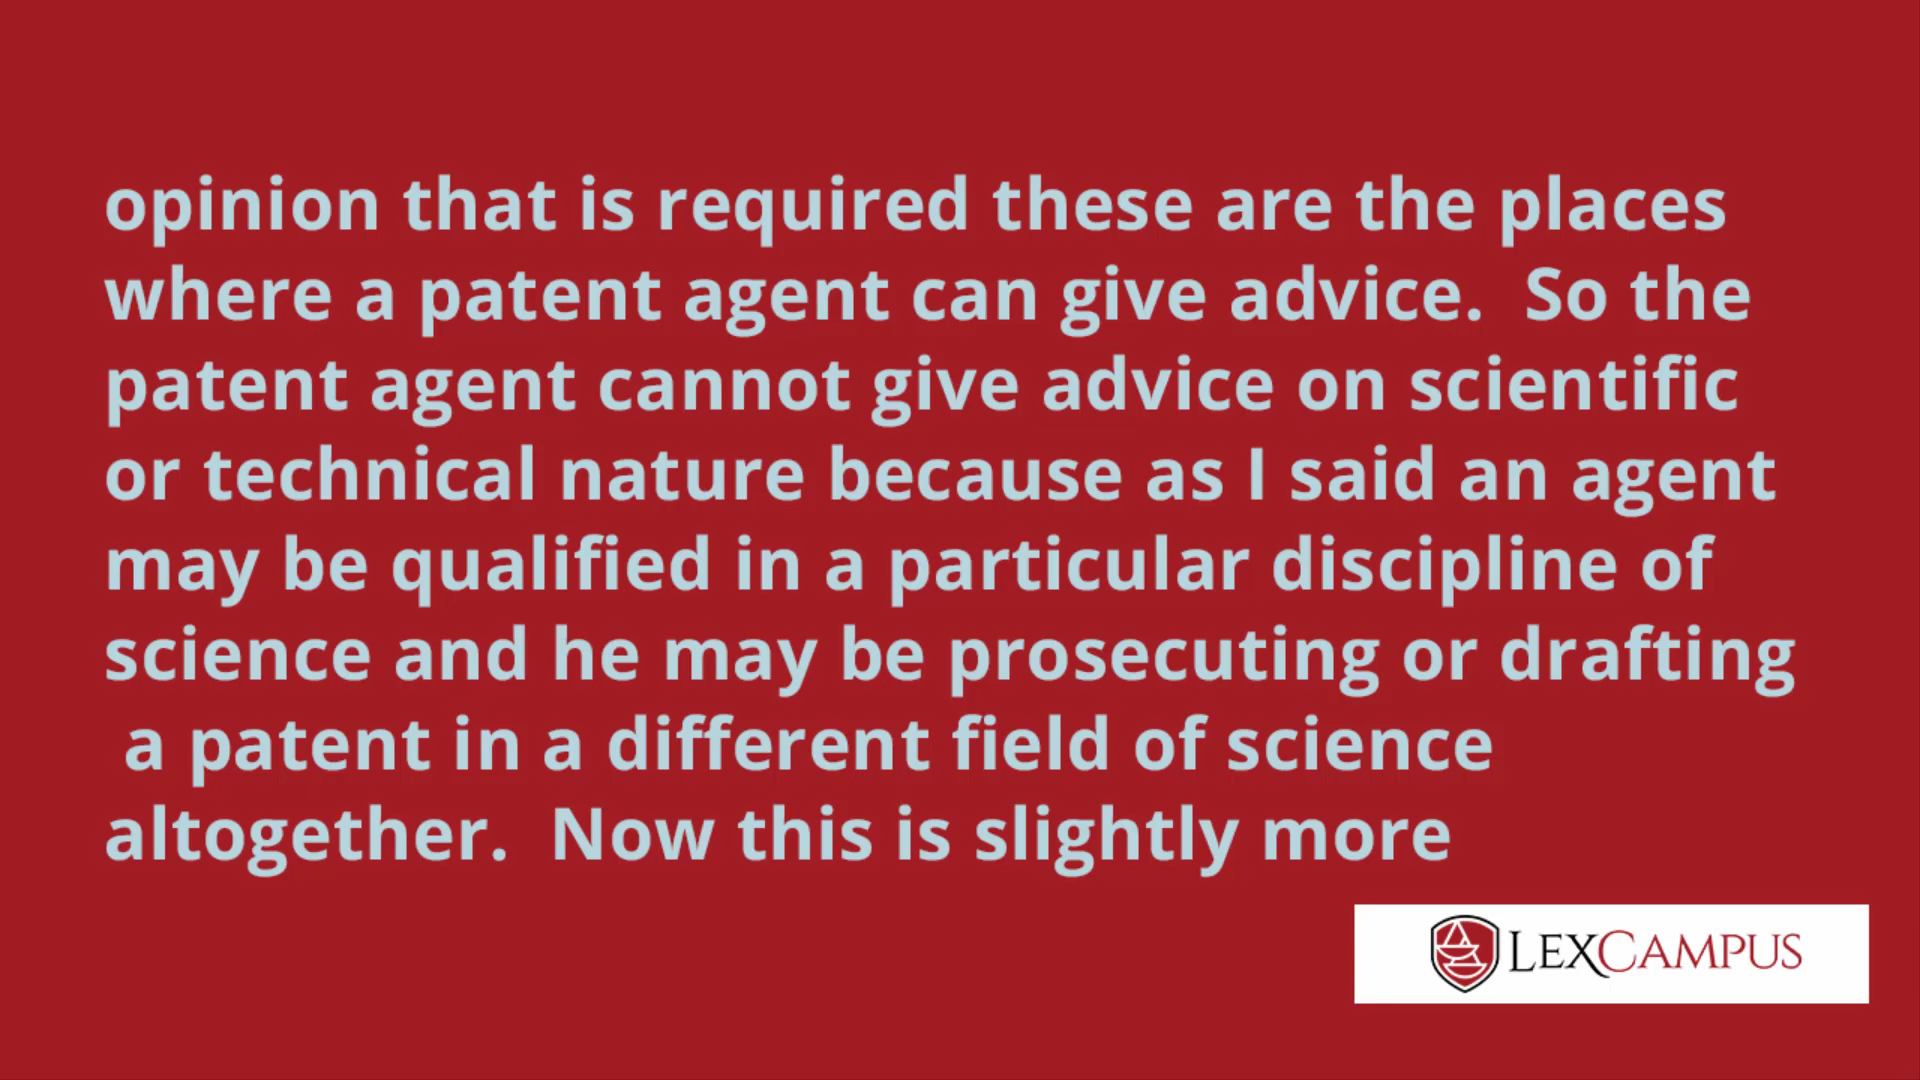 opinion that is required these are the places
where a patent agent can give advice.  So the
patent agent cannot give advice on scientific
or technical nature because as I said an agent
may be qualified in a particular discipline of
science and he may be prosecuting or drafting
a patent in a different field of science
altogether.  Now this is slightly more
LEXCAMPUS